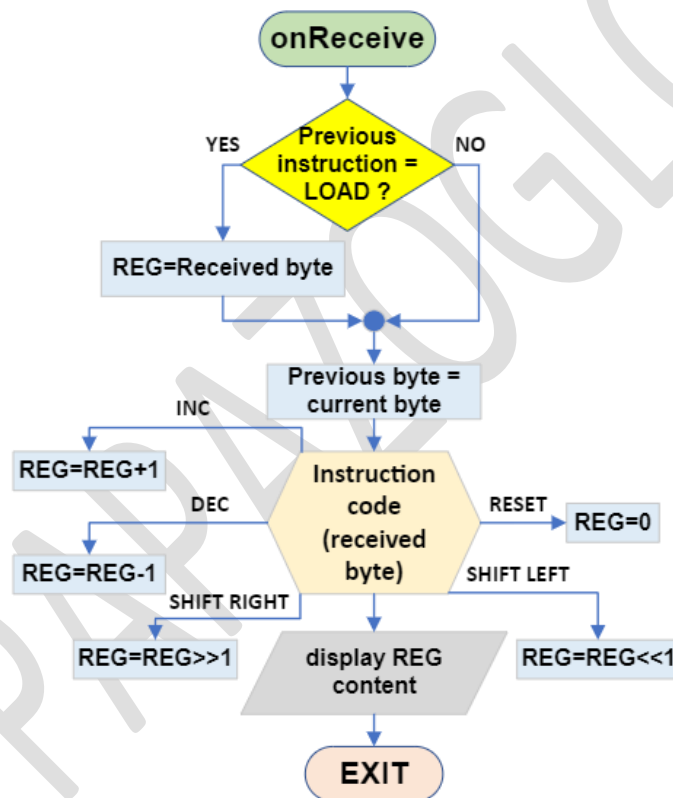 onReceive
YES
Previous
instruction =
LOAD ?
NO
REG=Received byte
Previous byte =
current byte
INC
REG=REG+1
Instruction
code
(received
byte)
RESET
REG=0
DEC
REG=REG-1
SHIFT LEFT
SHIFT RIGHT
REG=REG>>1
display REG
content
REG=REG<<1
EXIT